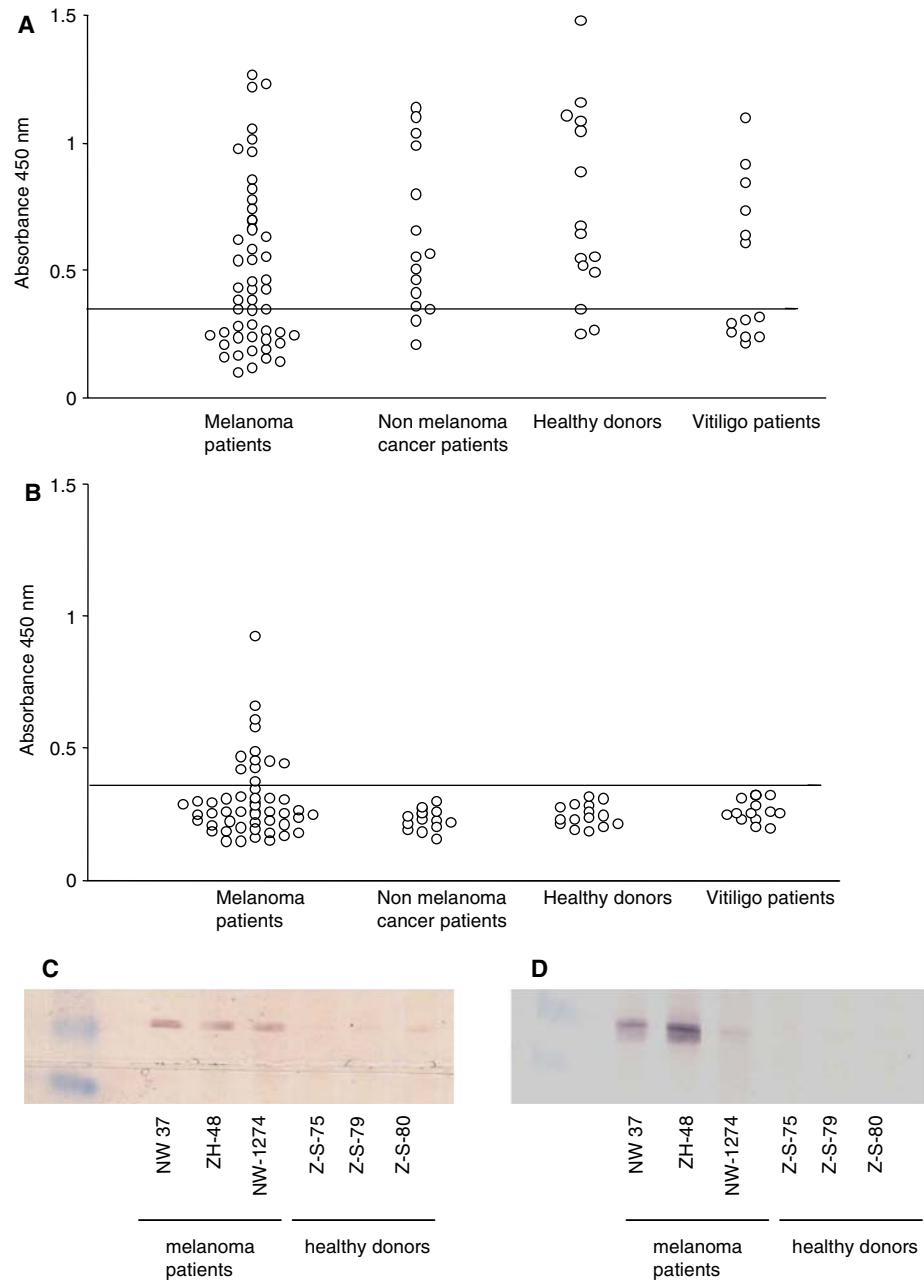 A
1.5
1
0.5
0
Absorbance 450 nm
Melanoma
patients
Non melanoma
cancer patients
Healthy donors
Vitiligo patients
B
1.5
1
0.5
0
Absorbance 450 nm
Melanoma
patients
Non melanoma
cancer patients
Healthy donors
Vitiligo patients
C
NW 37
ZH-48
NW-1274
Z-S-75
Z-S-79
Z-S-80
melanoma
patients
healthy donors
D
NW 37
ZH-48
NW-1274
Z-S-75
Z-S-79
Z-S-80
melanoma
patients
healthy donors